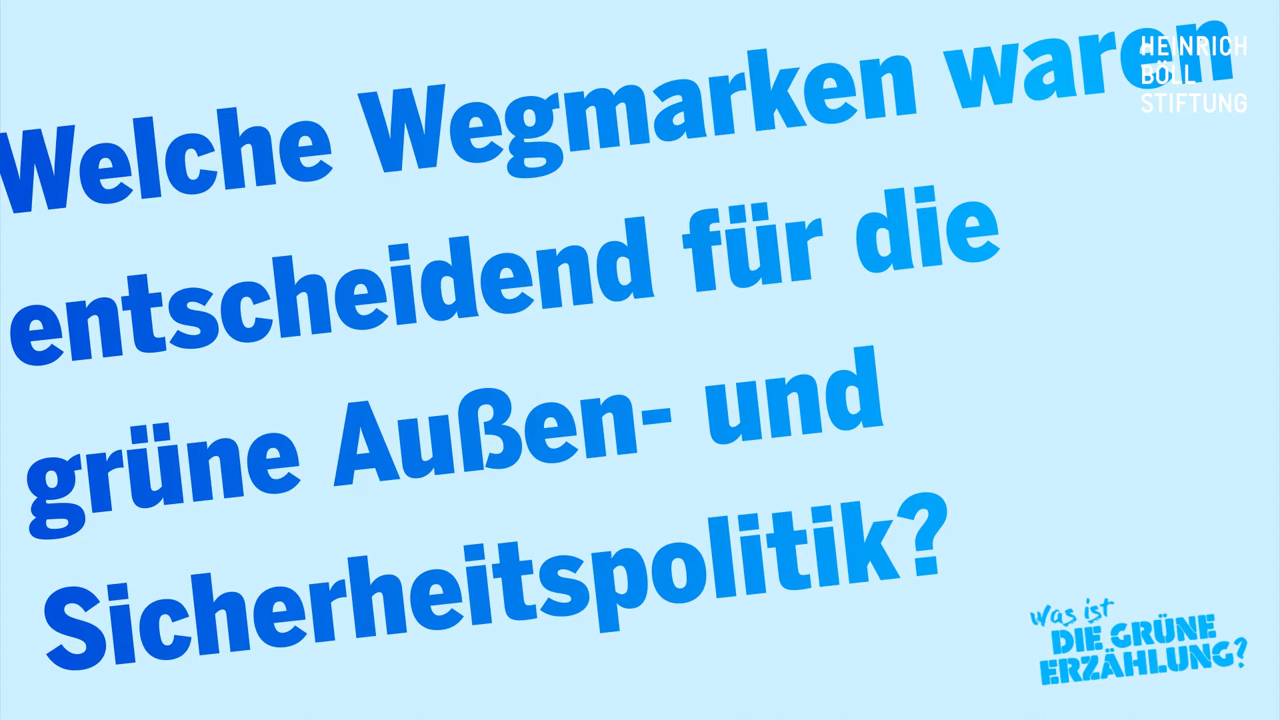 Welche Wegmarken waren
entscheidend für die
grüne Außen- und
Sicherheitspolitik?
HEINRICH
BÖLL
STIFTUNG
Was ist
DIE GRÜNE
ERZÄHLUNG?